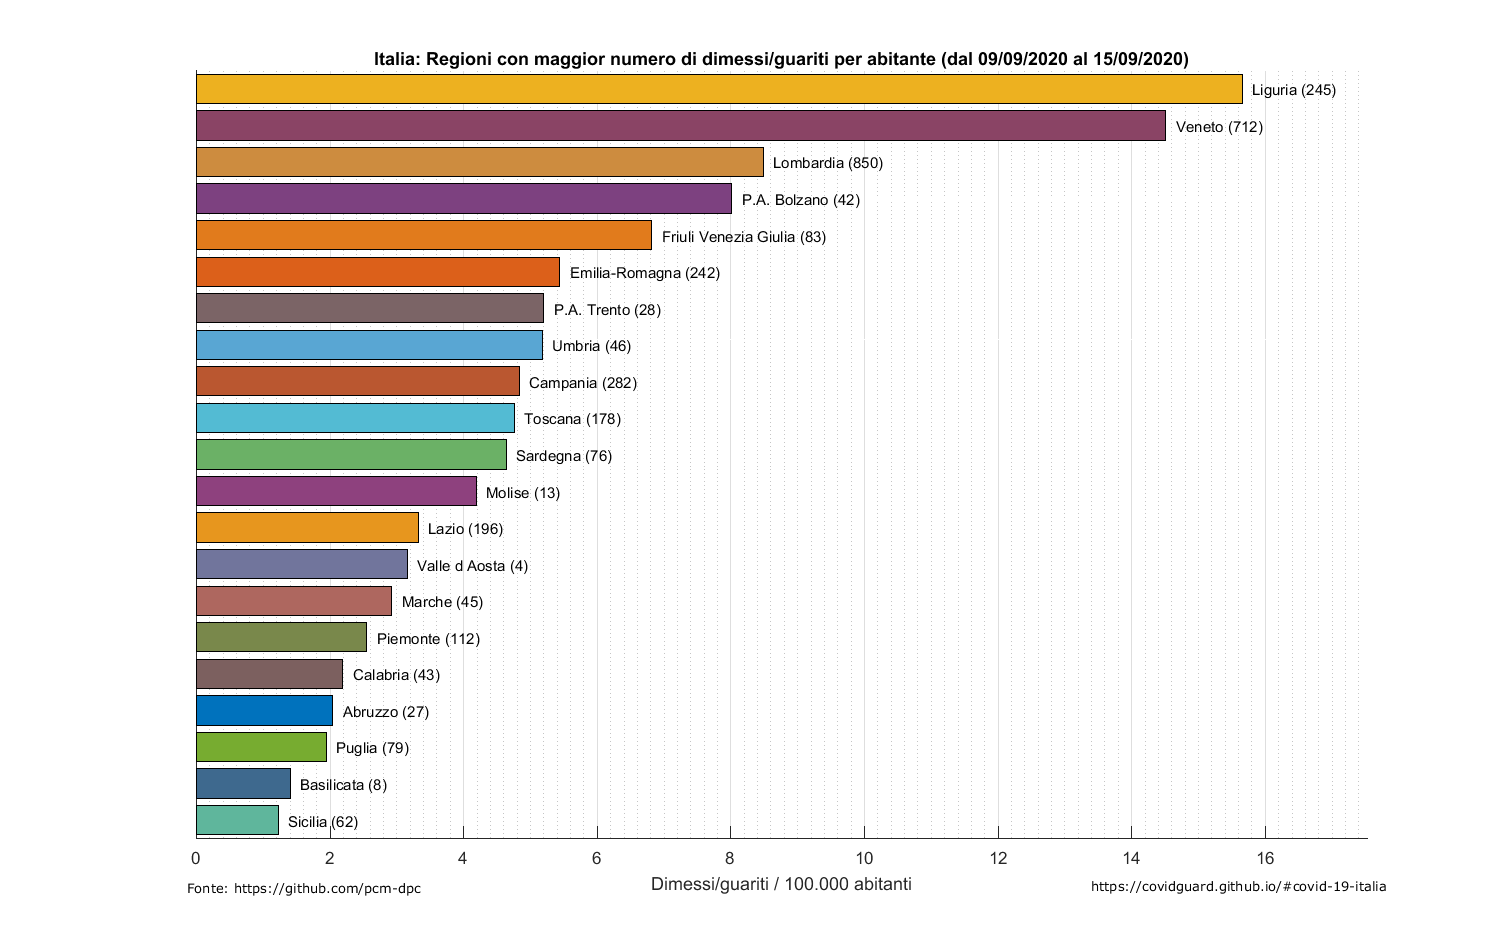 Italia: Regioni con maggior numero di dimessi/guariti per abitante (dal 09/09/2020 al 15/09/2020)
Liguria (245)
Veneto (712)
Lombardia (850)
P.A. Bolzano (42)
Friuli Venezia Giulia (83)
Emilia-Romagna (242)
P.A. Trento (28)
Umbria (46)
Campania (282)
Toscana (178)
Sardegna (76)
Molise (13)
Lazio (196)
Valle d Aosta (4)
Marche (45)
Piemonte (112)
Calabria (43)
Abruzzo (27)
Puglia (79)
Basilicata (8)
Sicilia (62)
0 2 4 6 8 10 12 14 16
Dimessi/guariti / 100.000 abitanti
Fonte: https://github.com/pcm-dpc
https://covidguard.github.io/#covid-19-italia